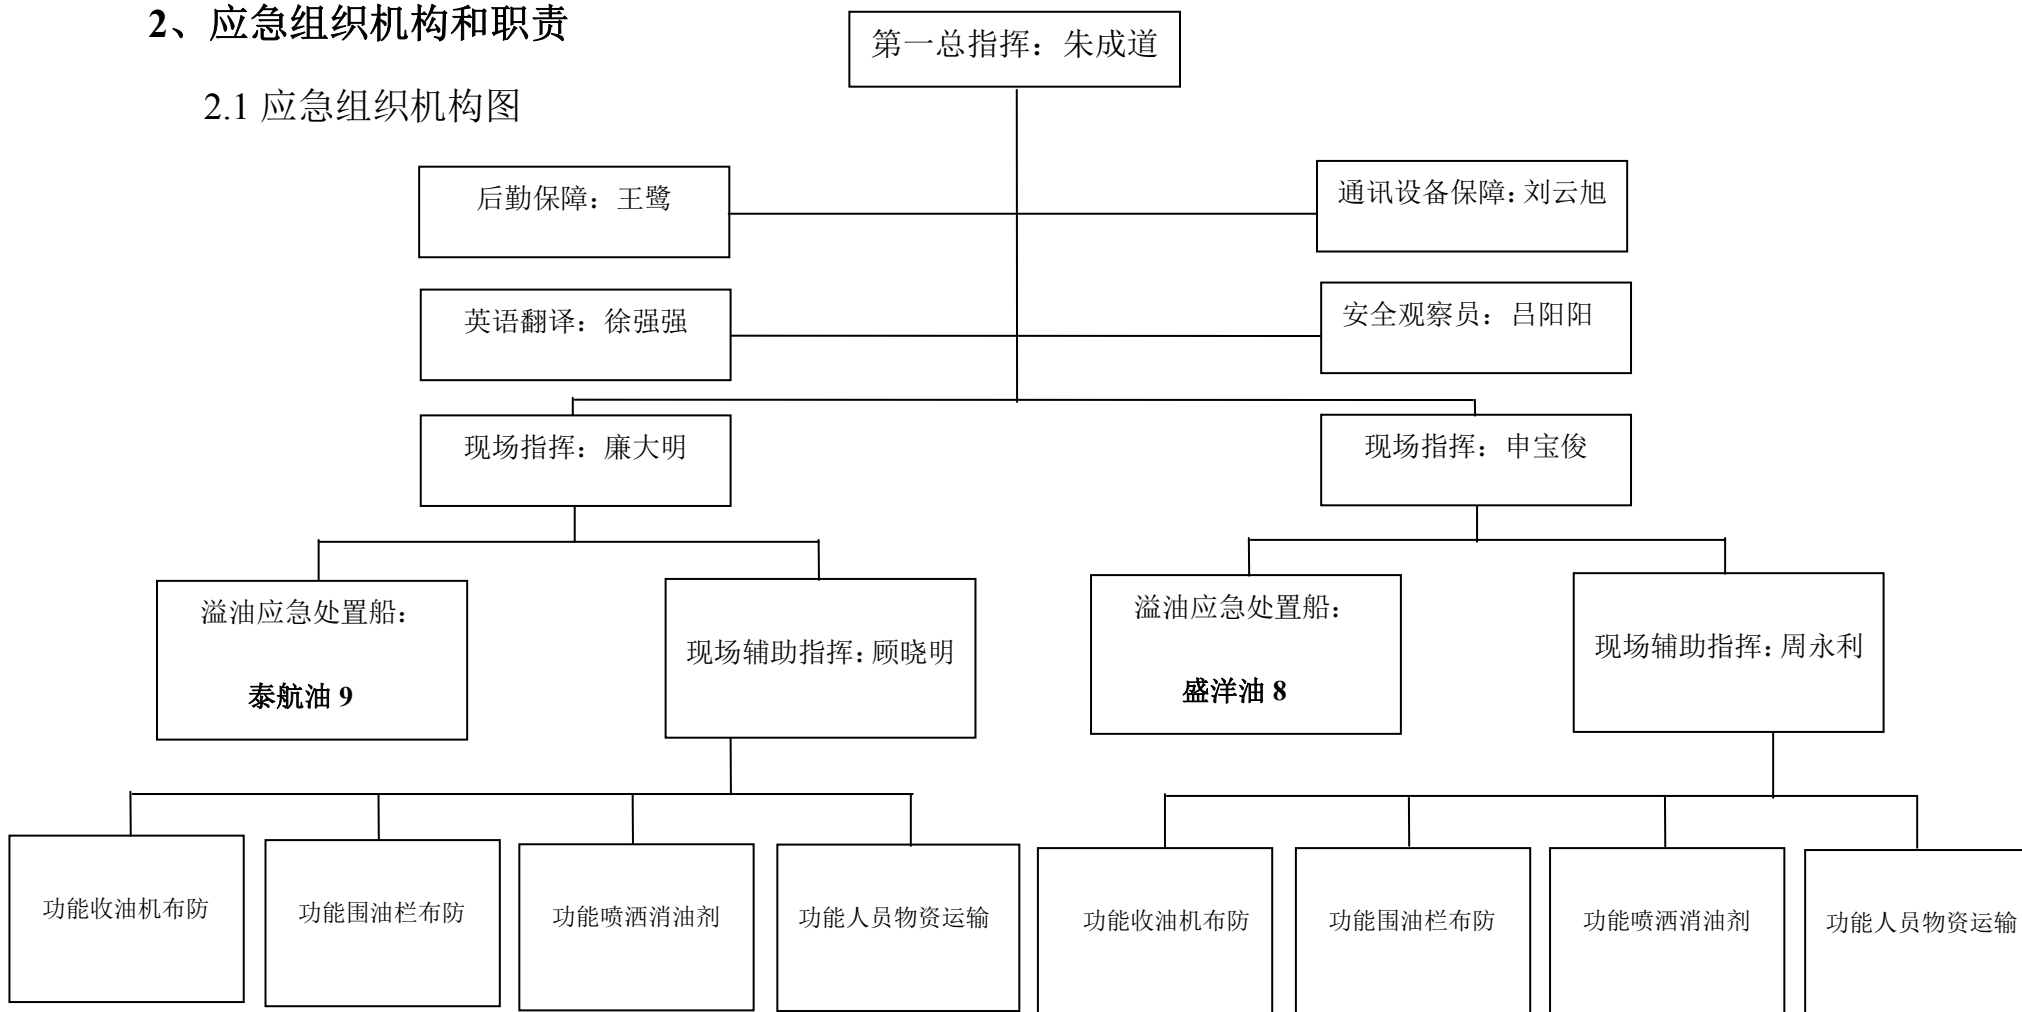 2、应急组织机构和职责
第一总指挥：朱成道
2.1 应急组织机构图
后勤保障：王鹭
通讯设备保障：刘云旭
英语翻译：徐强强
安全观察员：吕阳阳
现场指挥：廉大明
现场指挥：申宝俊
溢油应急处置船：
泰航油 9
现场辅助指挥：顾晓明
溢油应急处置船：
盛洋油 8
现场辅助指挥：周永利
功能收油机布防
功能围油栏布防
功能喷洒消油剂
功能人员物资运输
功能收油机布防
功能围油栏布防
功能喷洒消油剂
功能人员物资运输